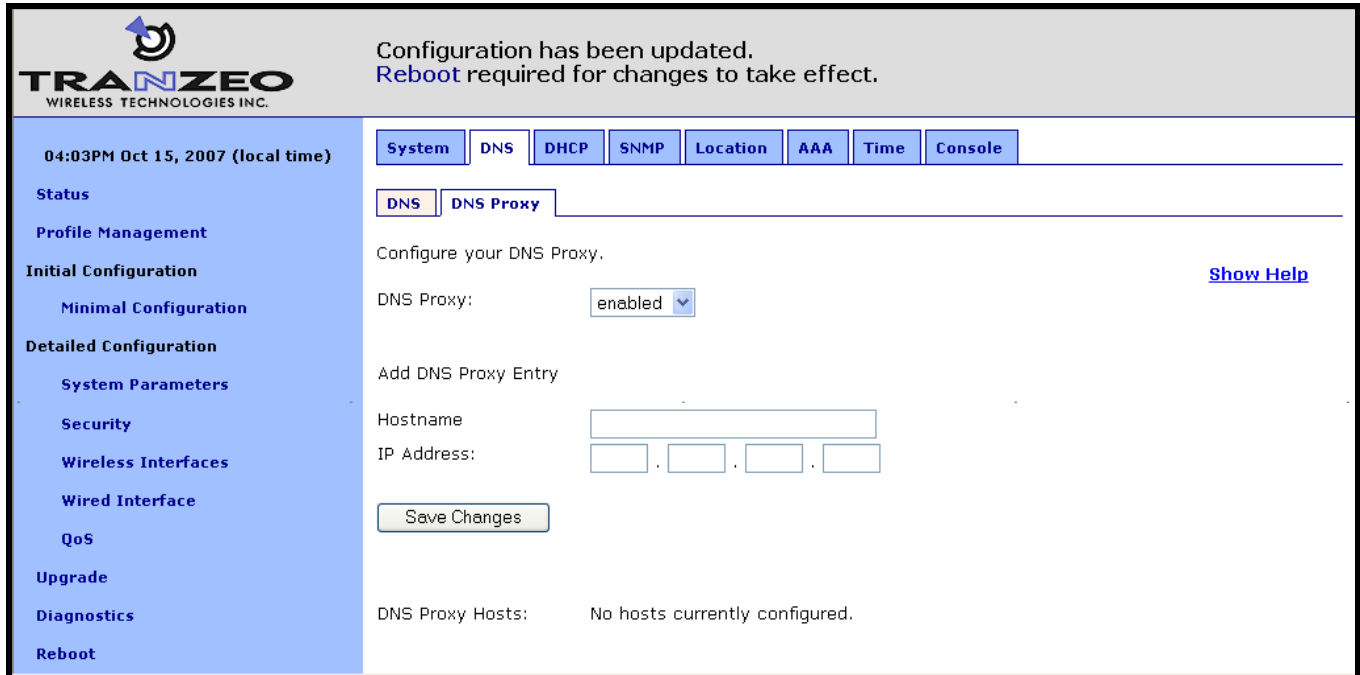 TRANZEO
WIRELESS TECHNOLOGIES INC.
Configuration has been updated.
Reboot required for changes to take effect.
04:03PM Oct 15, 2007 (local time)
Status
Profile Management
Initial Configuration
Minimal Configuration
Detailed Configuration
System Parameters
Security
Wireless Interfaces
Wired Interface
QoS
Upgrade
Diagnostics
Reboot
System DNS DHCP SNMP Location AAA Time Console
DNS DNS Proxy
Configure your DNS Proxy.
Show Help
DNS Proxy: enabled
Add DNS Proxy Entry
Hostname
IP Address: . . .
Save Changes
DNS Proxy Hosts: No hosts currently configured.